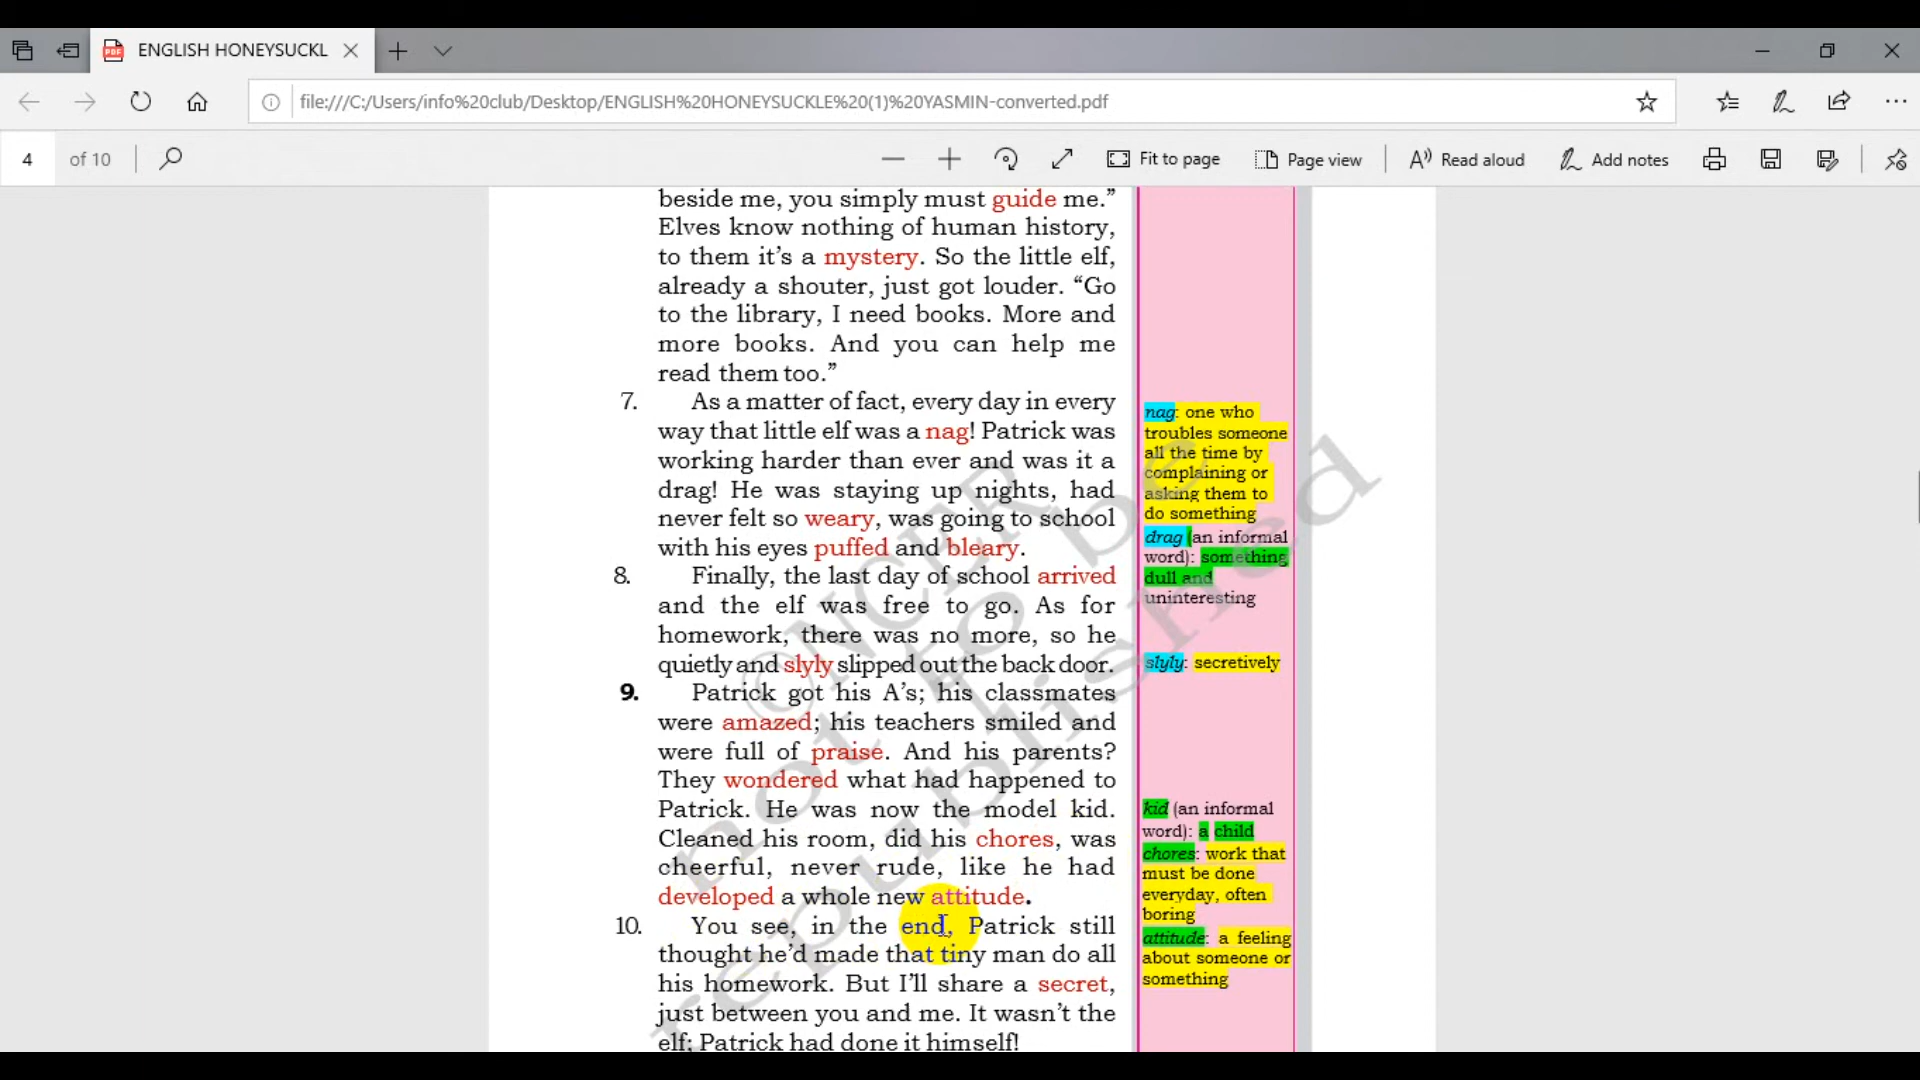 ENGLISH HONEYSUCKL
file:///C:/Users/info%20club/Desktop/ENGLISH%20HONEYSUCKLE%20(1)%20YASMIN-converted.pdf
4 of 10
Fit to page
Page view
Read aloud
Add notes
beside me, you simply must guide me.”
Elves know nothing of human history,
to them it’s a mystery. So the little elf,
already a shouter, just got louder. “Go
to the library, I need books. More and
more books. And you can help me
read them too.”
7. As a matter of fact, every day in every
way that little elf was a nag! Patrick was
working harder than ever and was it a
drag! He was staying up nights, had
never felt so weary, was going to school
with his eyes puffed and bleary.
8. Finally, the last day of school arrived
and the elf was free to go. As for
homework, there was no more, so he
quietly and slyly slipped out the back door.
9. Patrick got his A’s; his classmates
were amazed; his teachers smiled and
were full of praise. And his parents?
They wondered what had happened to
Patrick. He was now the model kid.
Cleaned his room, did his chores, was
cheerful, never rude, like he had
developed a whole new attitude.
10. You see, in the end, Patrick still
thought he’d made that tiny man do all
his homework. But I’ll share a secret,
just between you and me. It wasn’t the
elf; Patrick had done it himself!
nag: one who
troubles someone
all the time by
complaining or
asking them to
do something
drag (an informal
word): something
dull and
uninteresting
slyly: secretively
kid (an informal
word): a child
chores: work that
must be done
everyday, often
boring
attitude: a feeling
about someone or
something
©NCER
not to be
republished